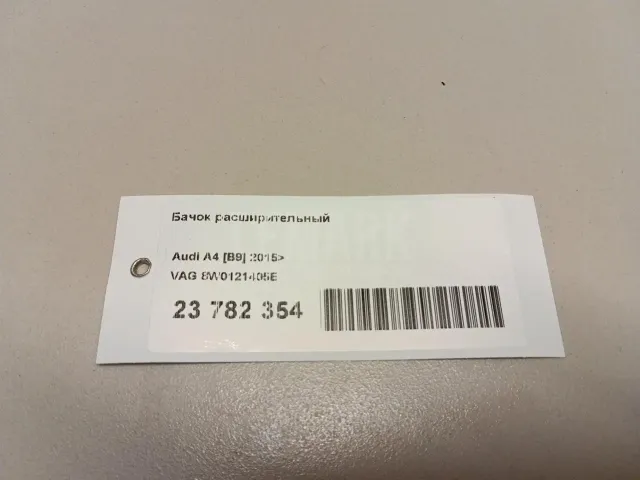 Бачок расширительный
Audi A4 [B9] 2015>
VAG 8W0121405E
23 782 354